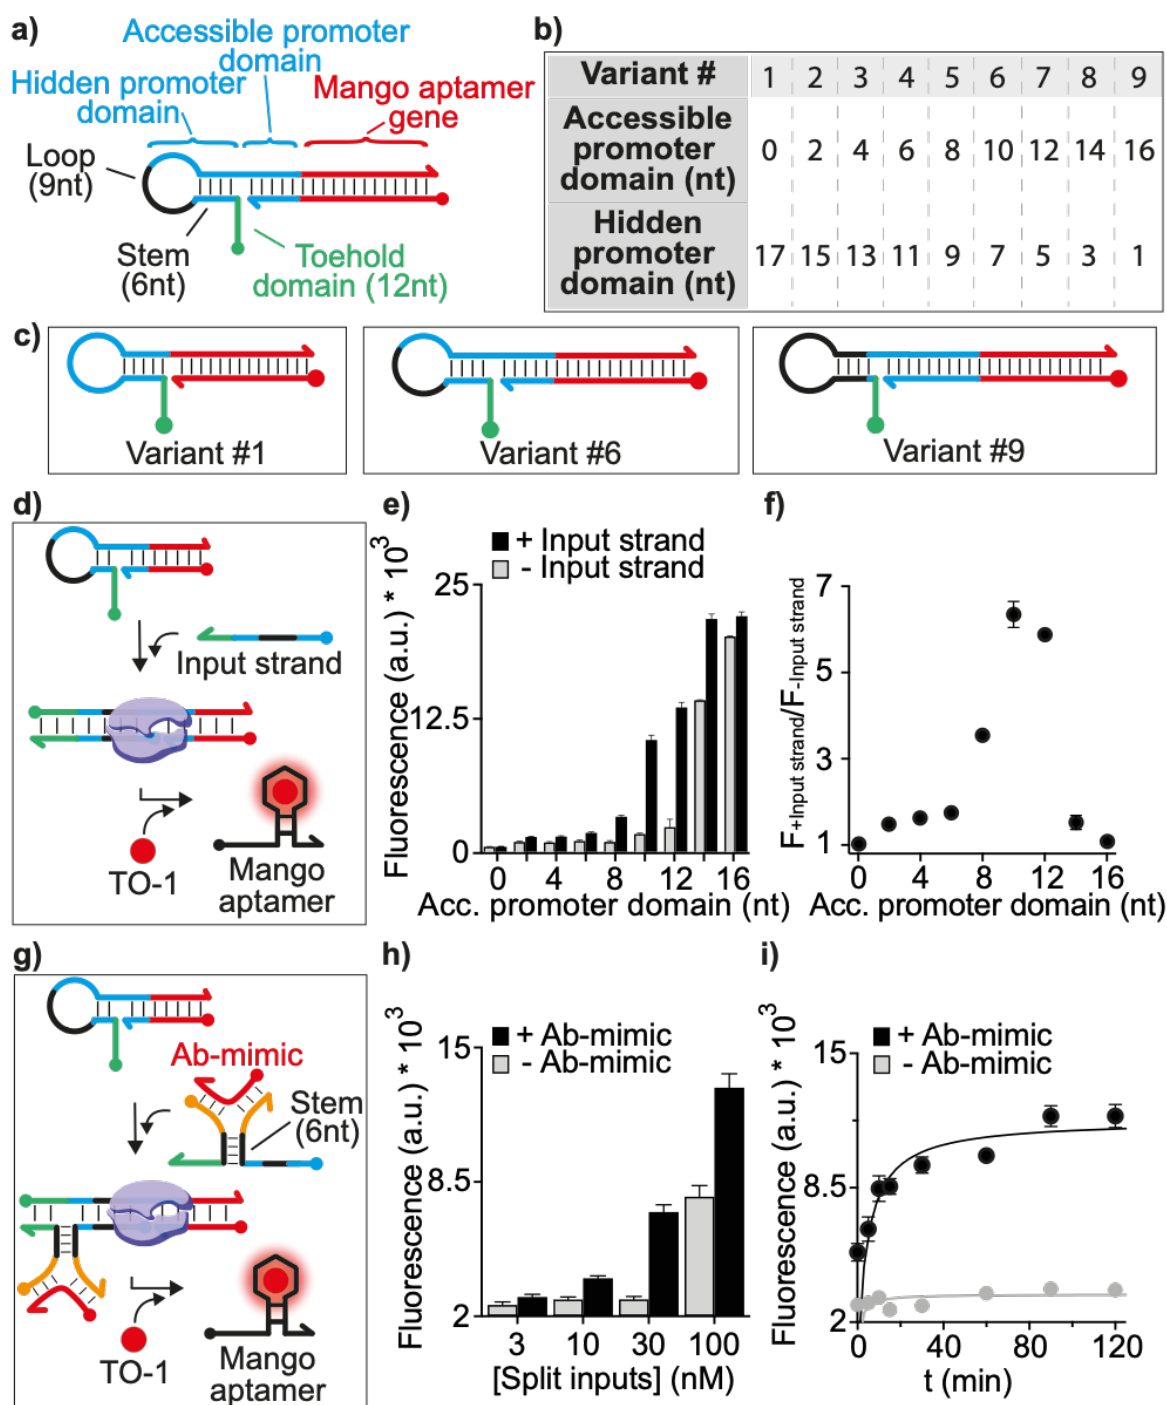 a)
Accessible promoter
domain
Hidden promoter
domain
Mango aptamer
gene
Loop
(9nt)
Stem
(6nt)
Toehold
domain (12nt)
b)
Variant # 1 2 3 4 5 6 7 8 9
Accessible
promoter
domain (nt)
0 2 4 6 8 10 12 14 16
Hidden
promoter
domain (nt)
17 15 13 11 9 7 5 3 1
c)
Variant #1
Variant #6
Variant #9
d)
Input strand
TO-1
Mango
aptamer
e)
+ Input strand
- Input strand
Fluorescence (a.u.) * 10³
25
12.5
0
0 4 8 12 16
Acc. promoter domain (nt)
f)
F+Input strand/F-Input strand
7
5
3
1
0 4 8 12 16
Acc. promoter domain (nt)
g)
Ab-mimic
Stem
(6nt)
TO-1
Mango
aptamer
h)
+ Ab-mimic
- Ab-mimic
Fluorescence (a.u.) * 10³
15
8.5
2
3 10 30 100
[Split inputs] (nM)
i)
+ Ab-mimic
- Ab-mimic
Fluorescence (a.u.) * 10³
15
8.5
2
0 40 80 120
t (min)